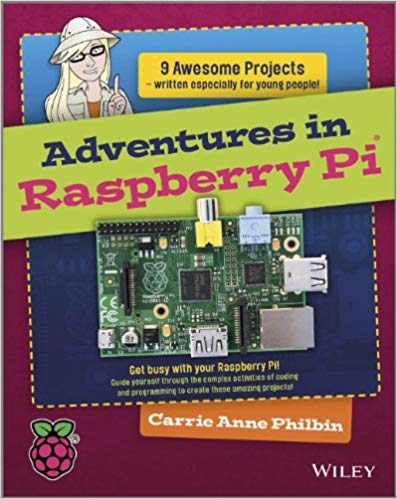 9 Awesome Projects
– written especially for young people!
Adventures in
Raspberry Pi®
Get busy with your Raspberry Pi!
Guide yourself through the complex activities of coding
and programming to create these amazing projects!
Carrie Anne Philbin
®
WILEY